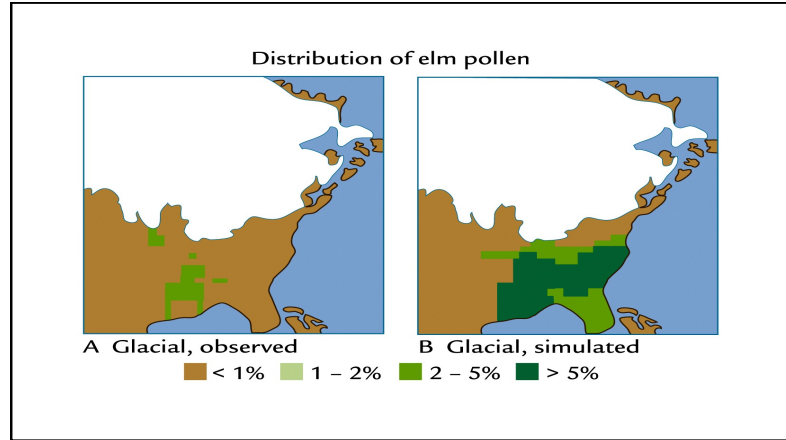 Distribution of elm pollen
A Glacial, observed
B Glacial, simulated
< 1% 1 – 2% 2 – 5% > 5%